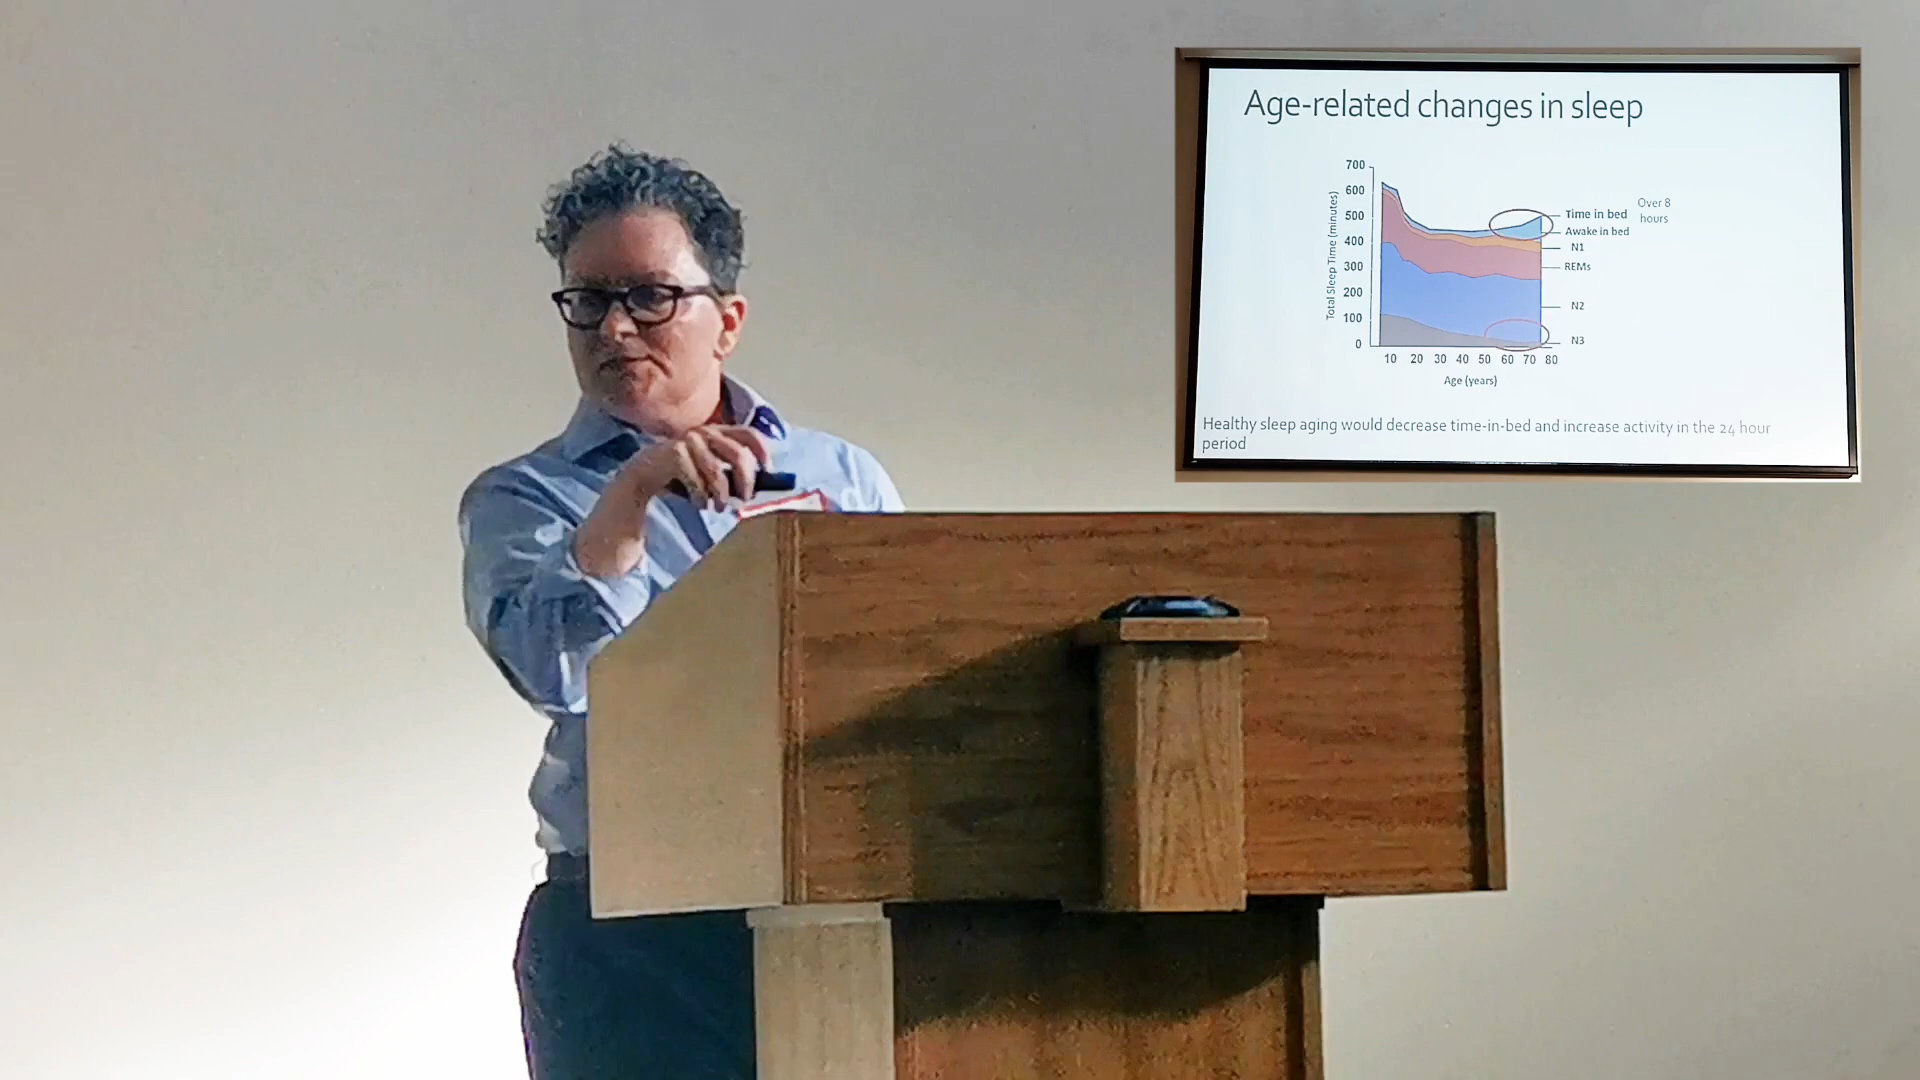 Age-related changes in sleep
Total Sleep Time (minutes)
700
600
500
400
300
200
100
0
10 20 30 40 50 60 70 80
Age (years)
Time in bed
Over 8
hours
Awake in bed
N1
REMs
N2
N3
Healthy sleep aging would decrease time-in-bed and increase activity in the 24 hour
period